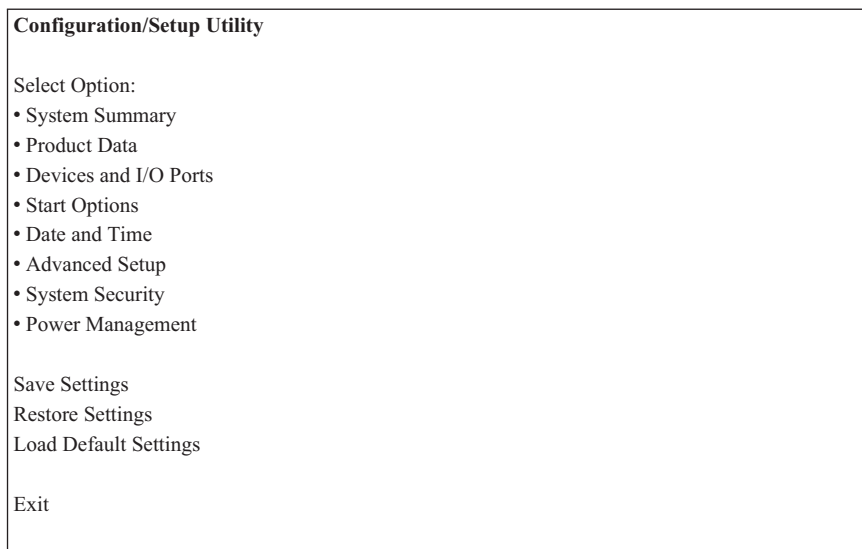 Configuration/Setup Utility
Select Option:
• System Summary
• Product Data
• Devices and I/O Ports
• Start Options
• Date and Time
• Advanced Setup
• System Security
• Power Management
Save Settings
Restore Settings
Load Default Settings
Exit